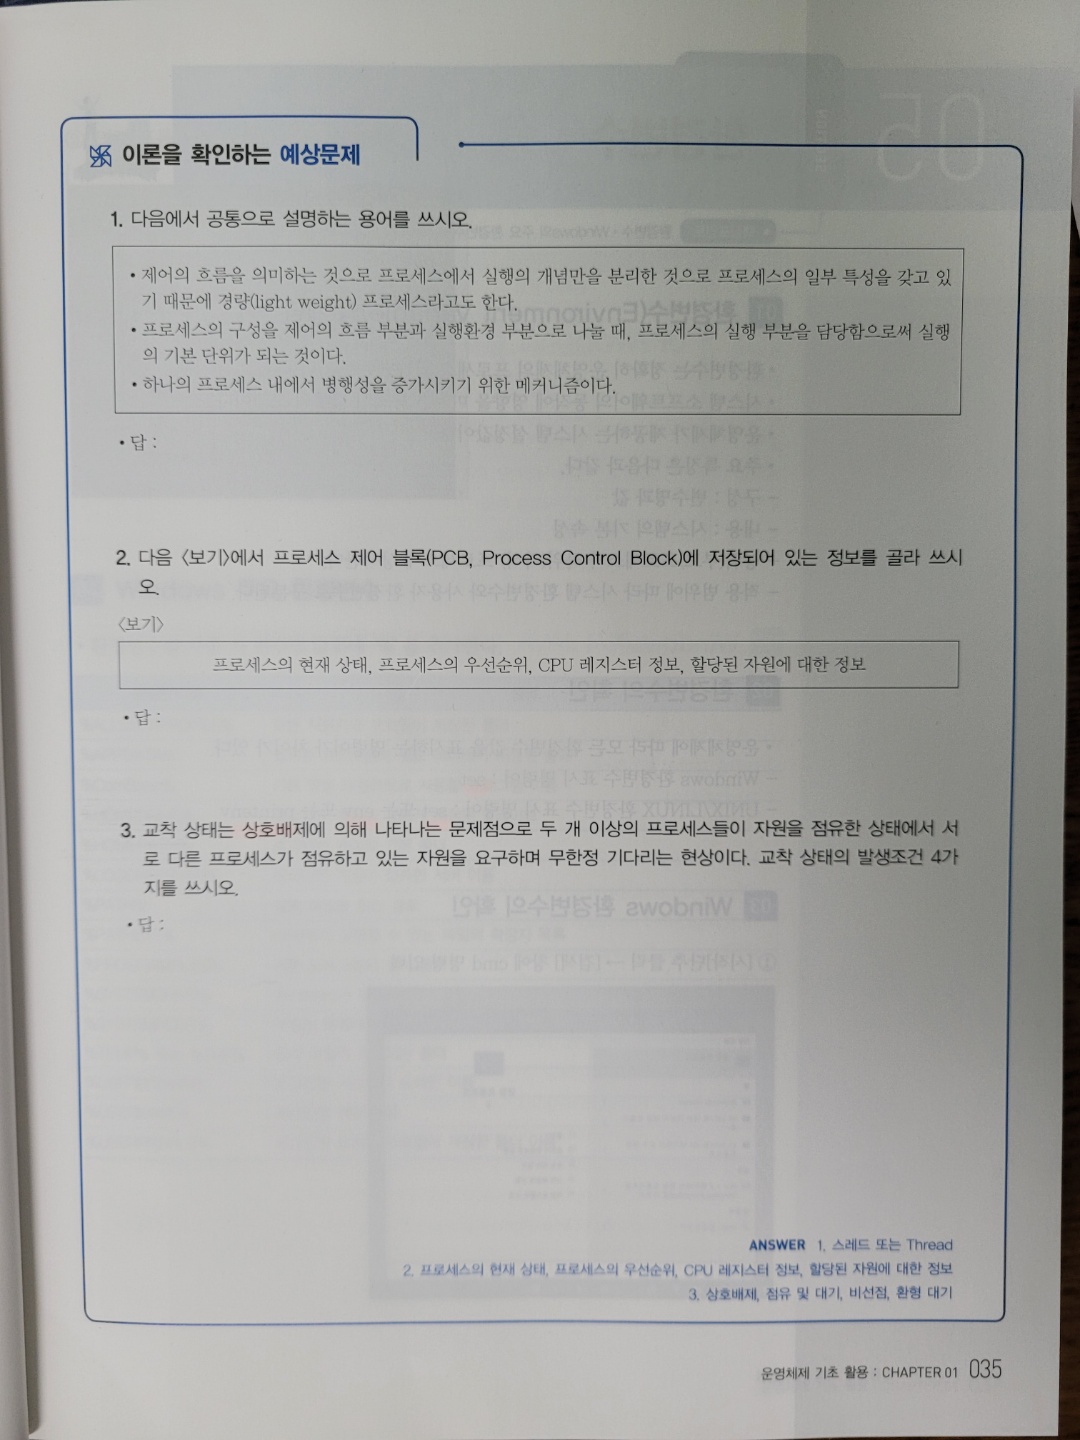 이론을 확인하는 예상문제
1. 다음에서 공통으로 설명하는 용어를 쓰시오.
• 제어의 흐름을 의미하는 것으로 프로세스에서 실행의 개념만을 분리한 것으로 프로세스의 일부 특성을 갖고 있
기 때문에 경량(light weight) 프로세스라고도 한다.
• 프로세스의 구성을 제어의 흐름 부분과 실행환경 부분으로 나눌 때, 프로세스의 실행 부분을 담당함으로써 실행
의 기본 단위가 되는 것이다.
• 하나의 프로세스 내에서 병행성을 증가시키기 위한 메커니즘이다.
• 답 :
2. 다음 <보기>에서 프로세스 제어 블록(PCB, Process Control Block)에 저장되어 있는 정보를 골라 쓰시
오.
<보기>
프로세스의 현재 상태, 프로세스의 우선순위, CPU 레지스터 정보, 할당된 자원에 대한 정보
• 답 :
3. 교착 상태는 상호배제에 의해 나타나는 문제점으로 두 개 이상의 프로세스들이 자원을 점유한 상태에서 서
로 다른 프로세스가 점유하고 있는 자원을 요구하며 무한정 기다리는 현상이다. 교착 상태의 발생조건 4가
지를 쓰시오.
• 답 :
ANSWER 1. 스레드 또는 Thread
2. 프로세스의 현재 상태, 프로세스의 우선순위, CPU 레지스터 정보, 할당된 자원에 대한 정보
3. 상호배제, 점유 및 대기, 비선점, 환형 대기
운영체제 기초 활용 : CHAPTER 01 035